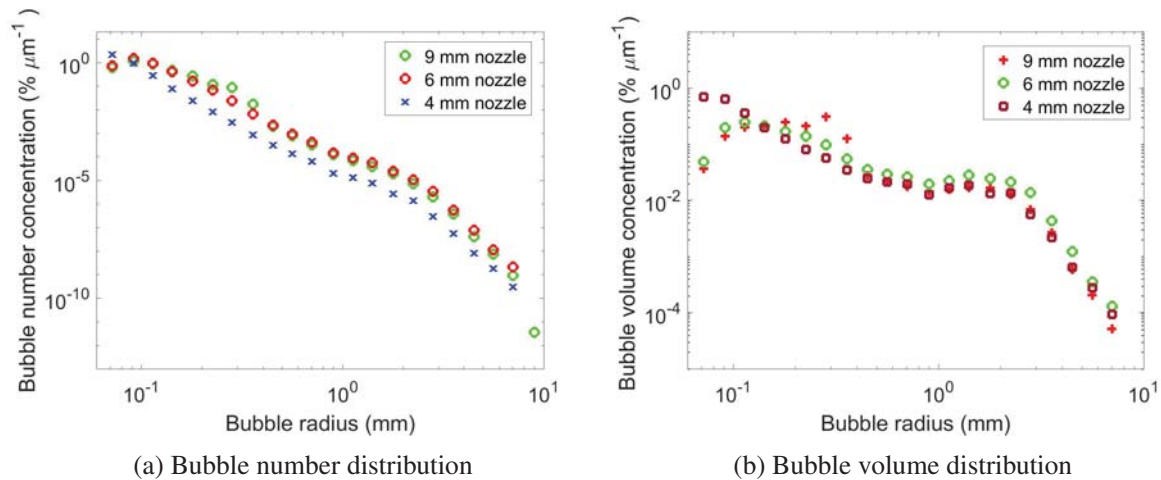 Bubble number concentration (% μm⁻¹)
10⁰
10⁻⁵
10⁻¹⁰
9 mm nozzle
6 mm nozzle
4 mm nozzle
10⁻¹
10⁰
10¹
Bubble radius (mm)
(a) Bubble number distribution
Bubble volume concentration (% μm⁻¹)
10⁰
10⁻²
10⁻⁴
9 mm nozzle
6 mm nozzle
4 mm nozzle
10⁻¹
10⁰
10¹
Bubble radius (mm)
(b) Bubble volume distribution